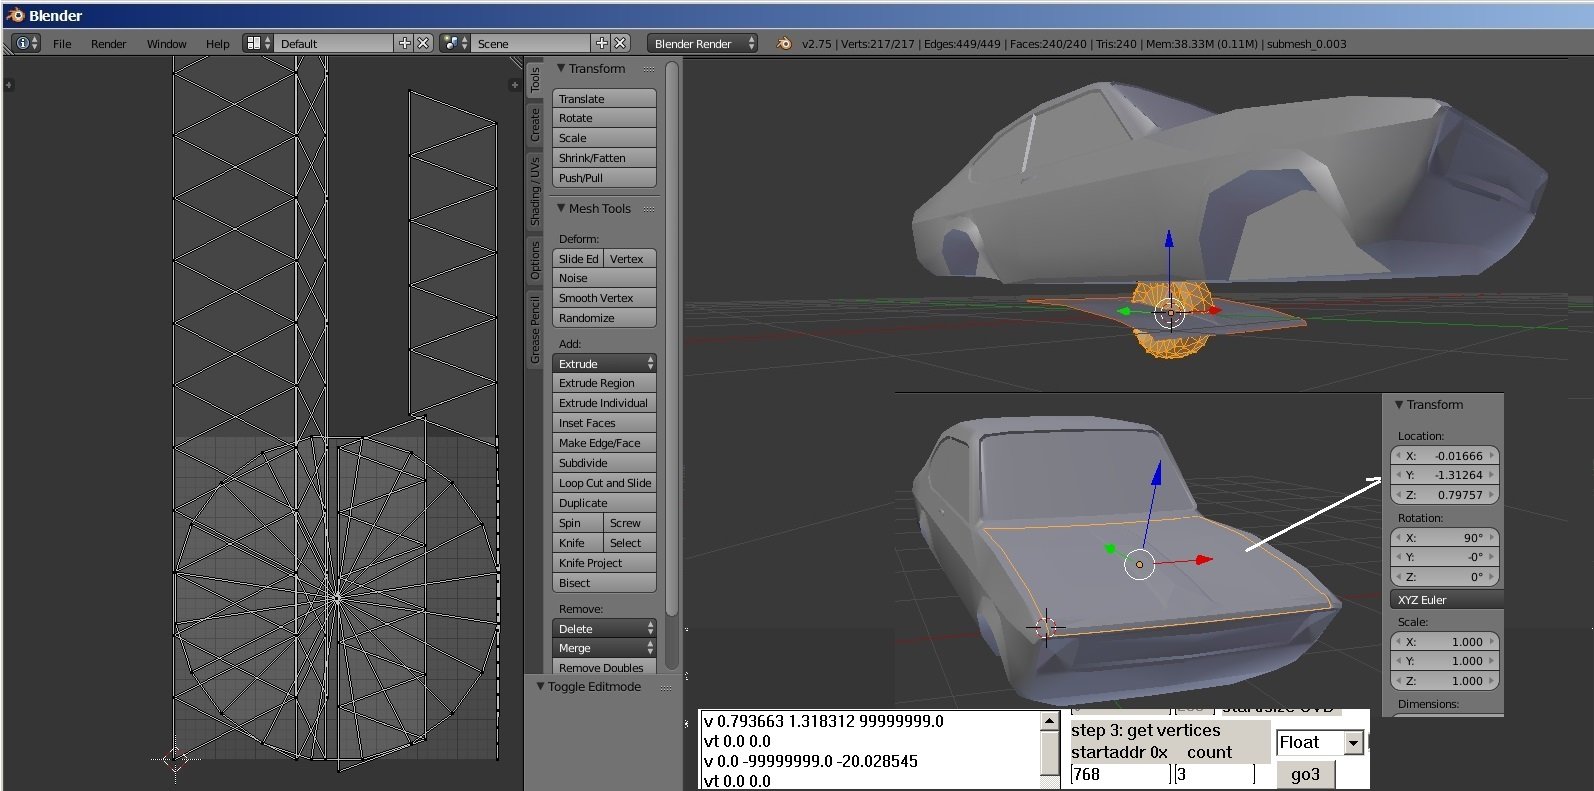 Blender
File Render Window Help Default Scene Blender Render v2.75 | Verts:217/217 | Edges:449/449 | Faces:240/240 | Tris:240 | Mem:38.33M (0.11M) | submesh_0.003
Tools
Create
Shading / UVs
Options
Grease Pencil
Transform
Translate
Rotate
Scale
Shrink/Fatten
Push/Pull
Mesh Tools
Deform:
Slide Ed Vertex
Noise
Smooth Vertex
Randomize
Add:
Extrude
Extrude Region
Extrude Individual
Inset Faces
Make Edge/Face
Subdivide
Loop Cut and Slide
Duplicate
Spin Screw
Knife Select
Knife Project
Bisect
Remove:
Delete
Merge
Remove Doubles
Toggle Editmode
Transform
Location:
X: -0.01666
Y: -1.31264
Z: 0.79757
Rotation:
X: 90°
Y: -0°
Z: 0°
XYZ Euler
Scale:
X: 1.000
Y: 1.000
Z: 1.000
Dimensions:
v 0.793663 1.318312 99999999.0
vt 0.0 0.0
v 0.0 -99999999.0 -20.028545
vt 0.0 0.0
step 3: get vertices
startaddr 0x count
768 3
Float
go3